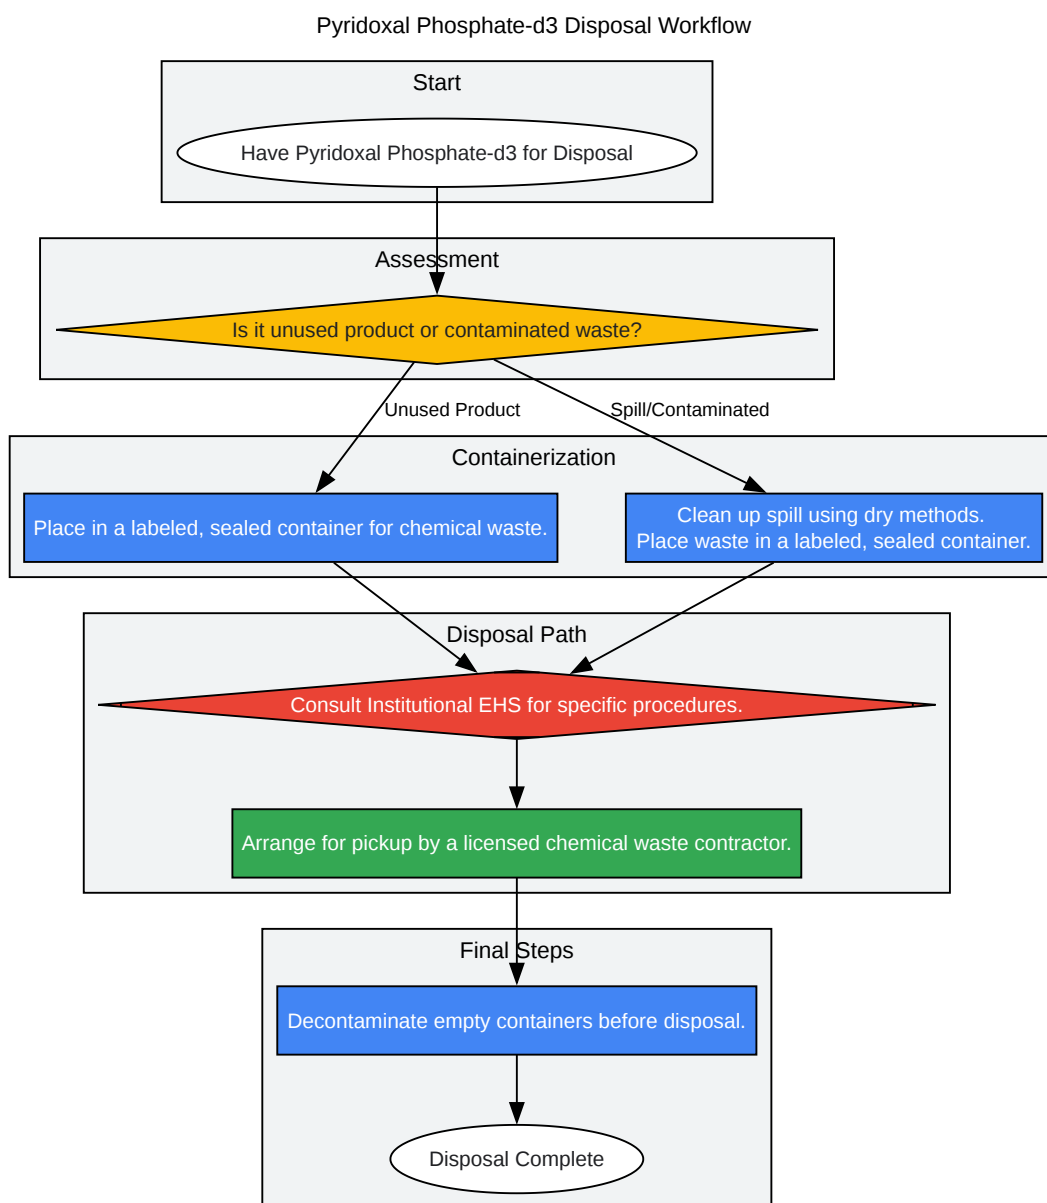 Pyridoxal Phosphate-d3 Disposal Workflow
Start
Have Pyridoxal Phosphate-d3 for Disposal
Assessment
Is it unused product or contaminated waste?
Unused Product
Spill/Contaminated
Containerization
Place in a labeled, sealed container for chemical waste.
Clean up spill using dry methods.
Place waste in a labeled, sealed container.
Disposal Path
Consult Institutional EHS for specific procedures.
Arrange for pickup by a licensed chemical waste contractor.
Final Steps
Decontaminate empty containers before disposal.
Disposal Complete